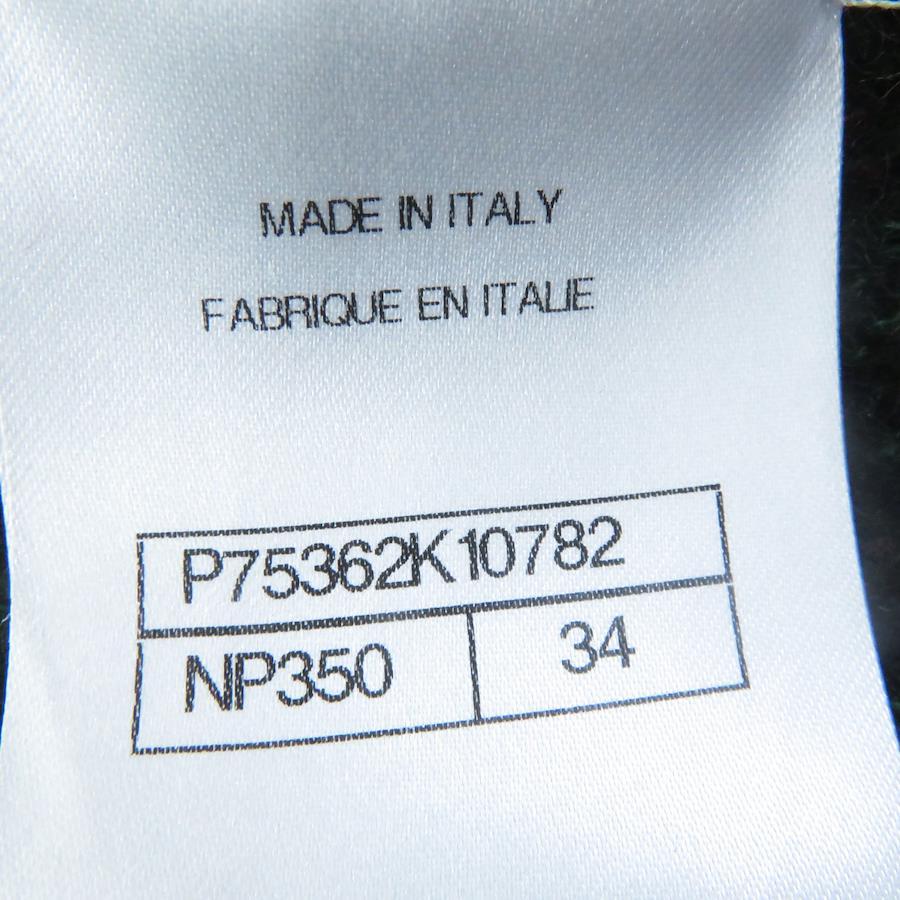 MADE IN ITALY
FABRIQUE EN ITALIE
P75362K10782
NP350 34